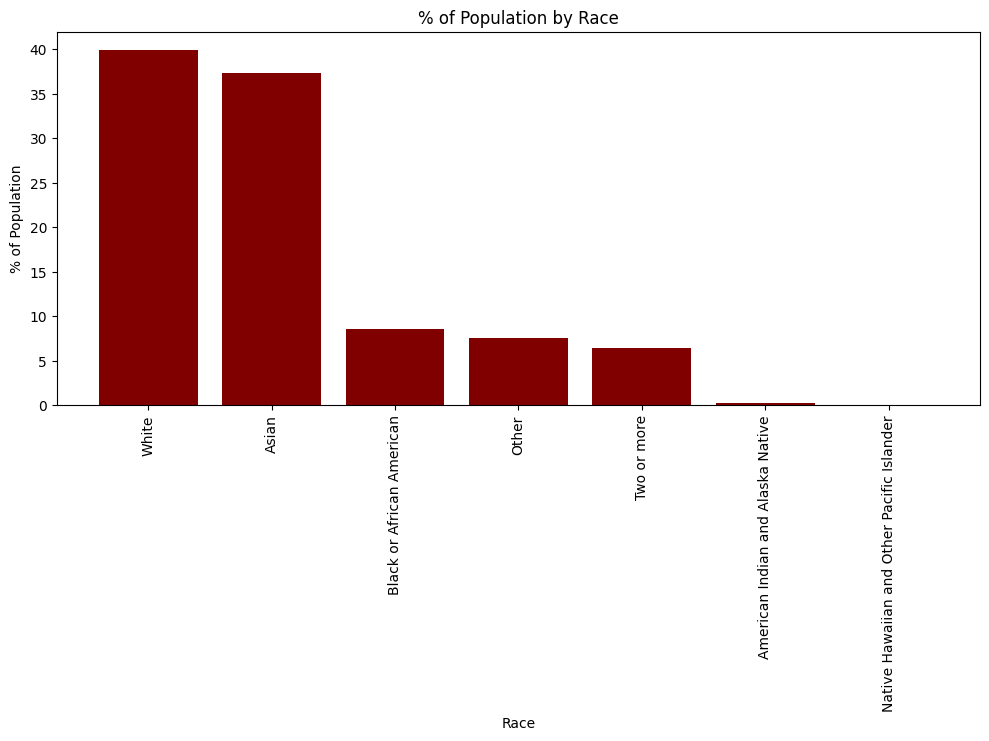 % of Population by Race
% of Population
40
35
30
25
20
15
10
5
0
White
Asian
Black or African American
Other
Two or more
American Indian and Alaska Native
Native Hawaiian and Other Pacific Islander
Race